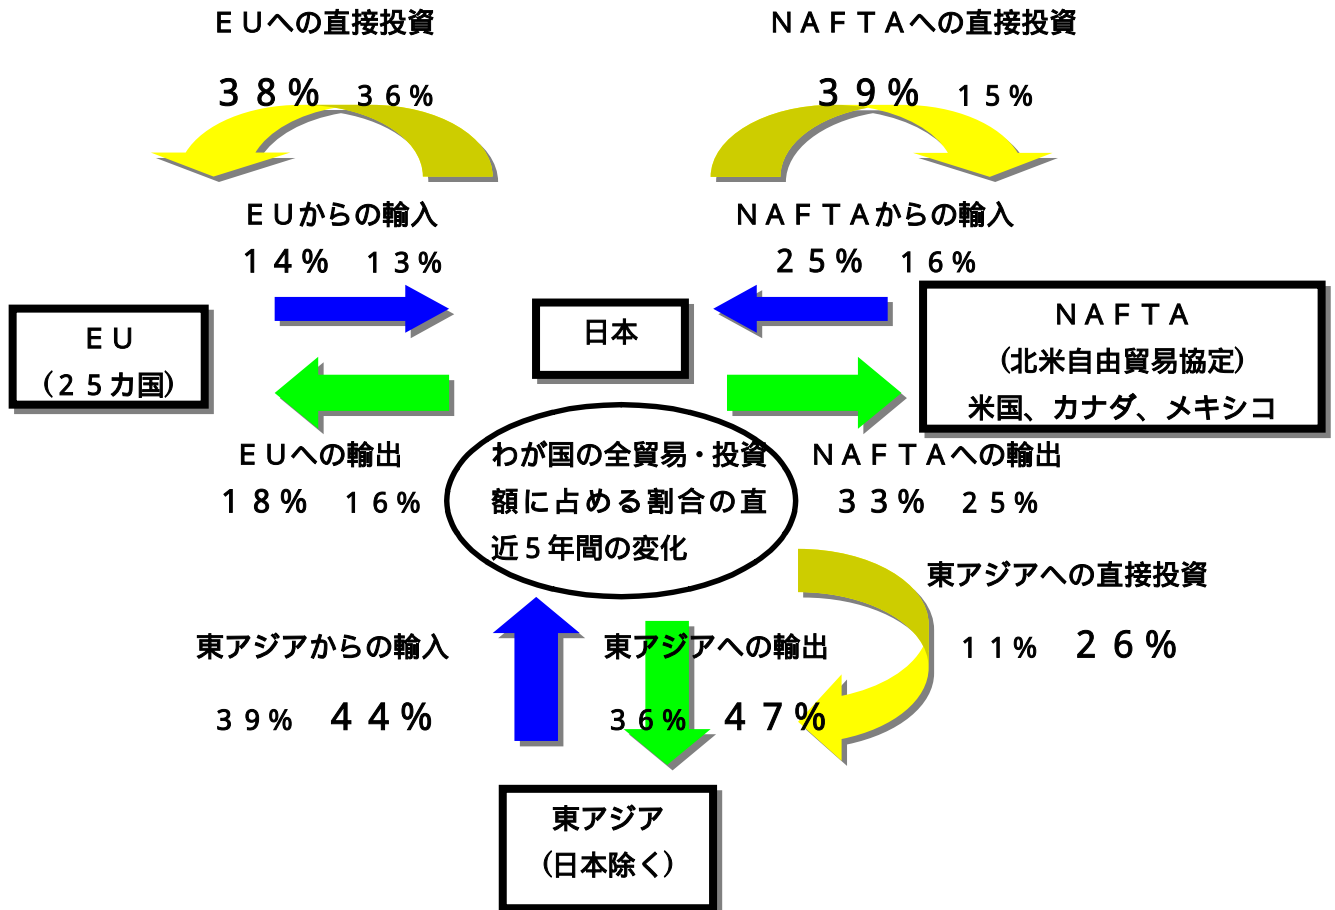 ＥＵへの直接投資
３８%　３６%
ＮＡＦＴＡへの直接投資
３９%　１５%
ＥＵからの輸入
１４%　１３%
ＮＡＦＴＡからの輸入
２５%　１６%
ＥＵ
（２５カ国）
日本
ＮＡＦＴＡ
（北米自由貿易協定）
米国、カナダ、メキシコ
ＥＵへの輸出
１８%　１６%
わが国の全貿易・投資
額に占める割合の直
近５年間の変化
ＮＡＦＴＡへの輸出
３３%　２５%
東アジアへの直接投資
１１%　２６%
東アジアからの輸入
３９%　４４%
東アジアへの輸出
３６%　４７%
東アジア
（日本除く）